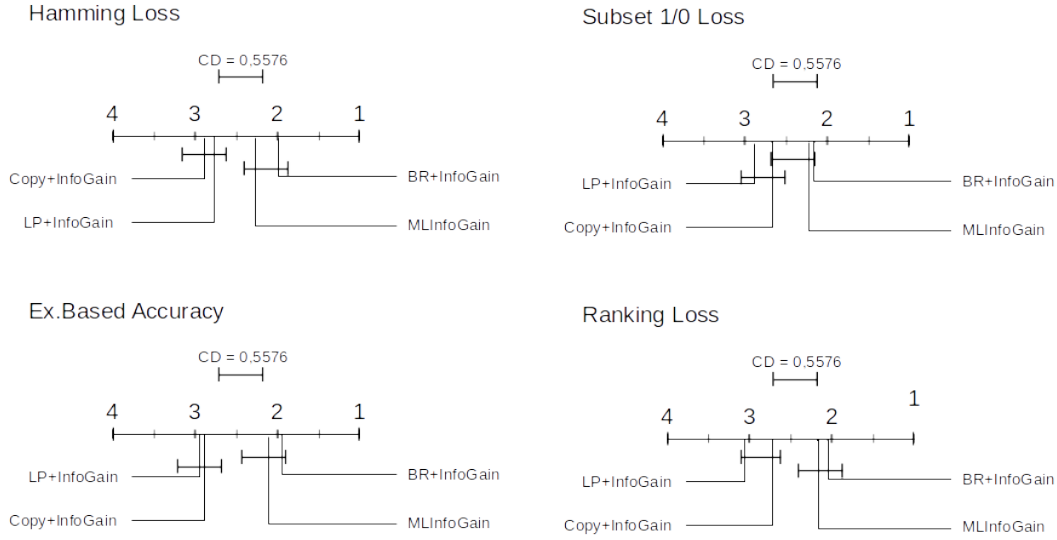 Hamming Loss
CD = 0,5576
4 3 2 1
Copy+InfoGain
BR+InfoGain
LP+InfoGain
MLInfoGain
Subset 1/0 Loss
CD = 0,5576
4 3 2 1
LP+InfoGain
BR+InfoGain
Copy+InfoGain
MLInfoGain
Ex.Based Accuracy
CD = 0,5576
4 3 2 1
LP+InfoGain
BR+InfoGain
Copy+InfoGain
MLInfoGain
Ranking Loss
CD = 0,5576
4 3 2 1
LP+InfoGain
BR+InfoGain
Copy+InfoGain
MLInfoGain